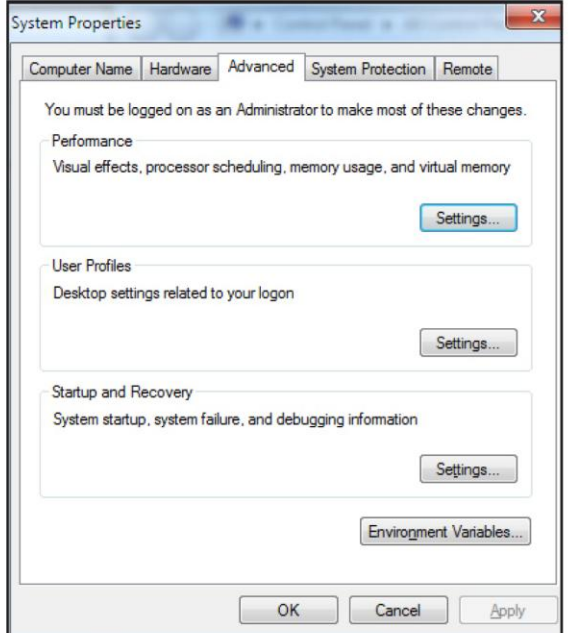 System Properties
Computer Name Hardware Advanced System Protection Remote
You must be logged on as an Administrator to make most of these changes.
Performance
Visual effects, processor scheduling, memory usage, and virtual memory
Settings...
User Profiles
Desktop settings related to your logon
Settings...
Startup and Recovery
System startup, system failure, and debugging information
Settings...
Environment Variables...
OK Cancel Apply